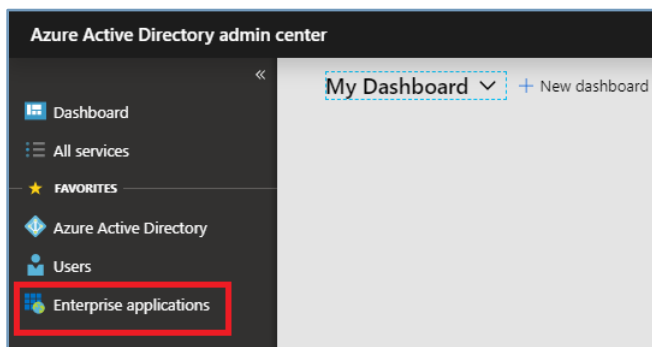 Azure Active Directory admin center
«
My Dashboard + New dashboard
Dashboard
All services
FAVORITES
Azure Active Directory
Users
Enterprise applications